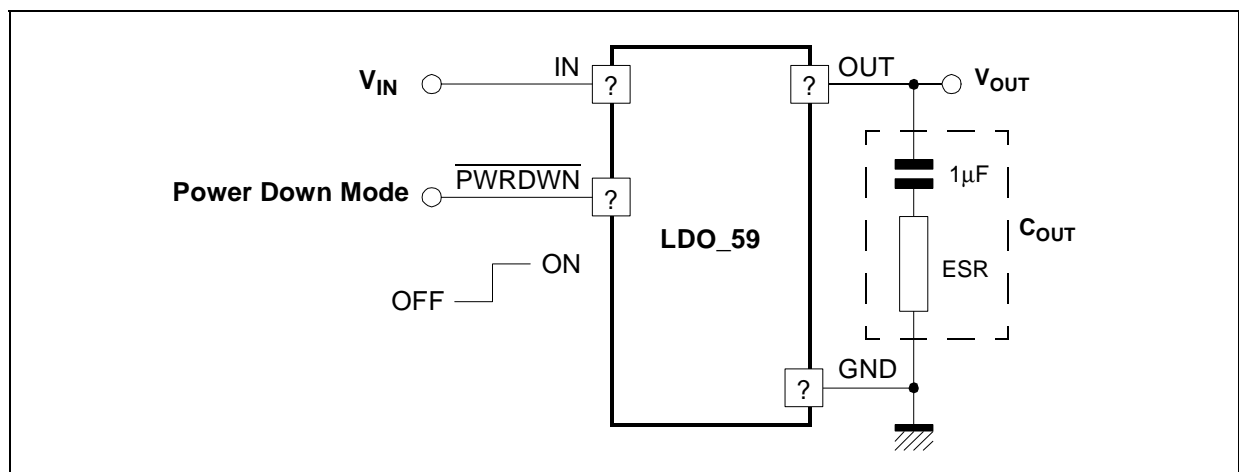 IN
?
V_IN
OUT
?
V_OUT
PWRDWN
Power Down Mode
?
1µF
LDO_59
C_OUT
ESR
ON
OFF
GND
?